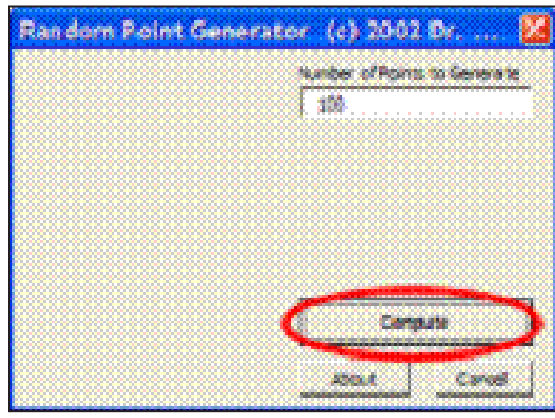 Random Point Generator (c) 2002 Dr. ...
Number of Points to Generate
100
Compute
About
Cancel